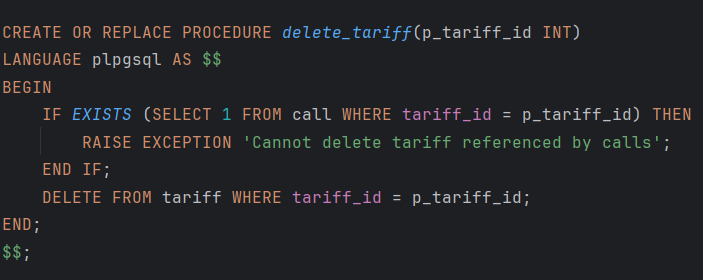 CREATE OR REPLACE PROCEDURE delete_tariff(p_tariff_id INT)
LANGUAGE plpgsql AS $$
BEGIN
    IF EXISTS (SELECT 1 FROM call WHERE tariff_id = p_tariff_id) THEN
        RAISE EXCEPTION 'Cannot delete tariff referenced by calls';
    END IF;
    DELETE FROM tariff WHERE tariff_id = p_tariff_id;
END;
$$;